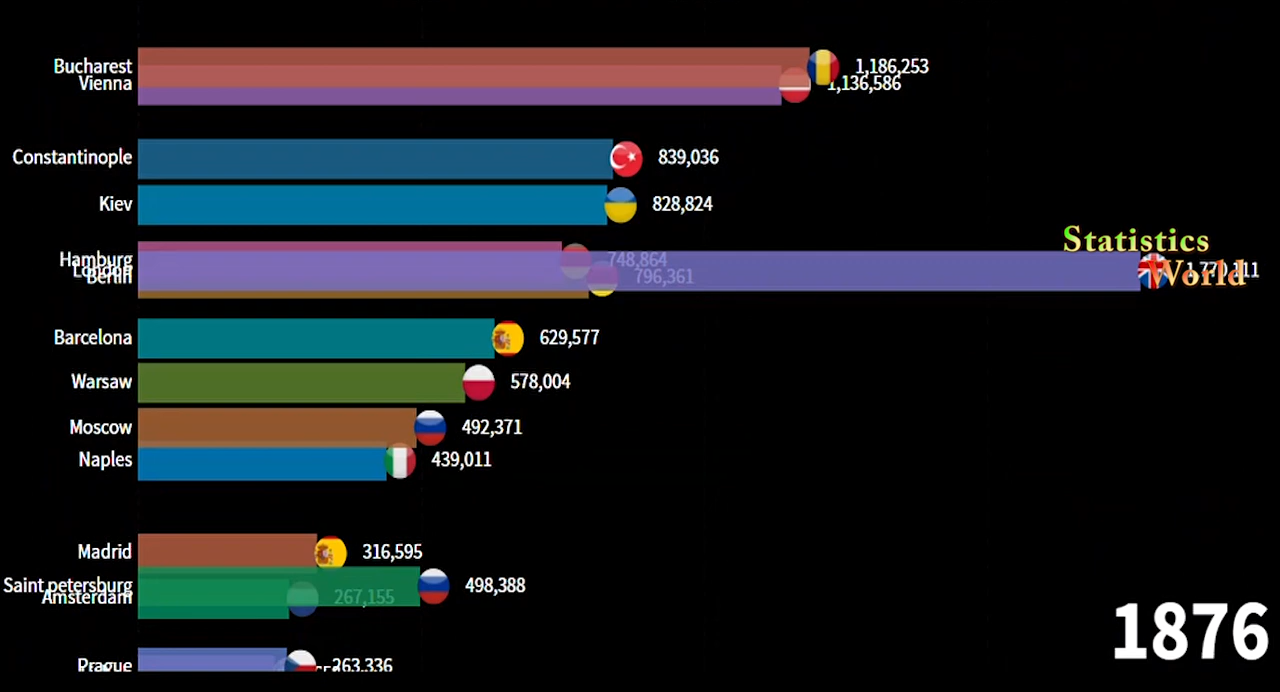 Bucharest 1,186,253
Vienna 1,136,586
Constantinople 839,036
Kiev 828,824
Statistics
Hamburg 748,864
London
World
Berlin 796,361
Barcelona 629,577
Warsaw 578,004
Moscow 492,371
Naples 439,011
Madrid 316,595
Saint petersburg 498,388
Amsterdam 267,155
1876
Prague 263,336